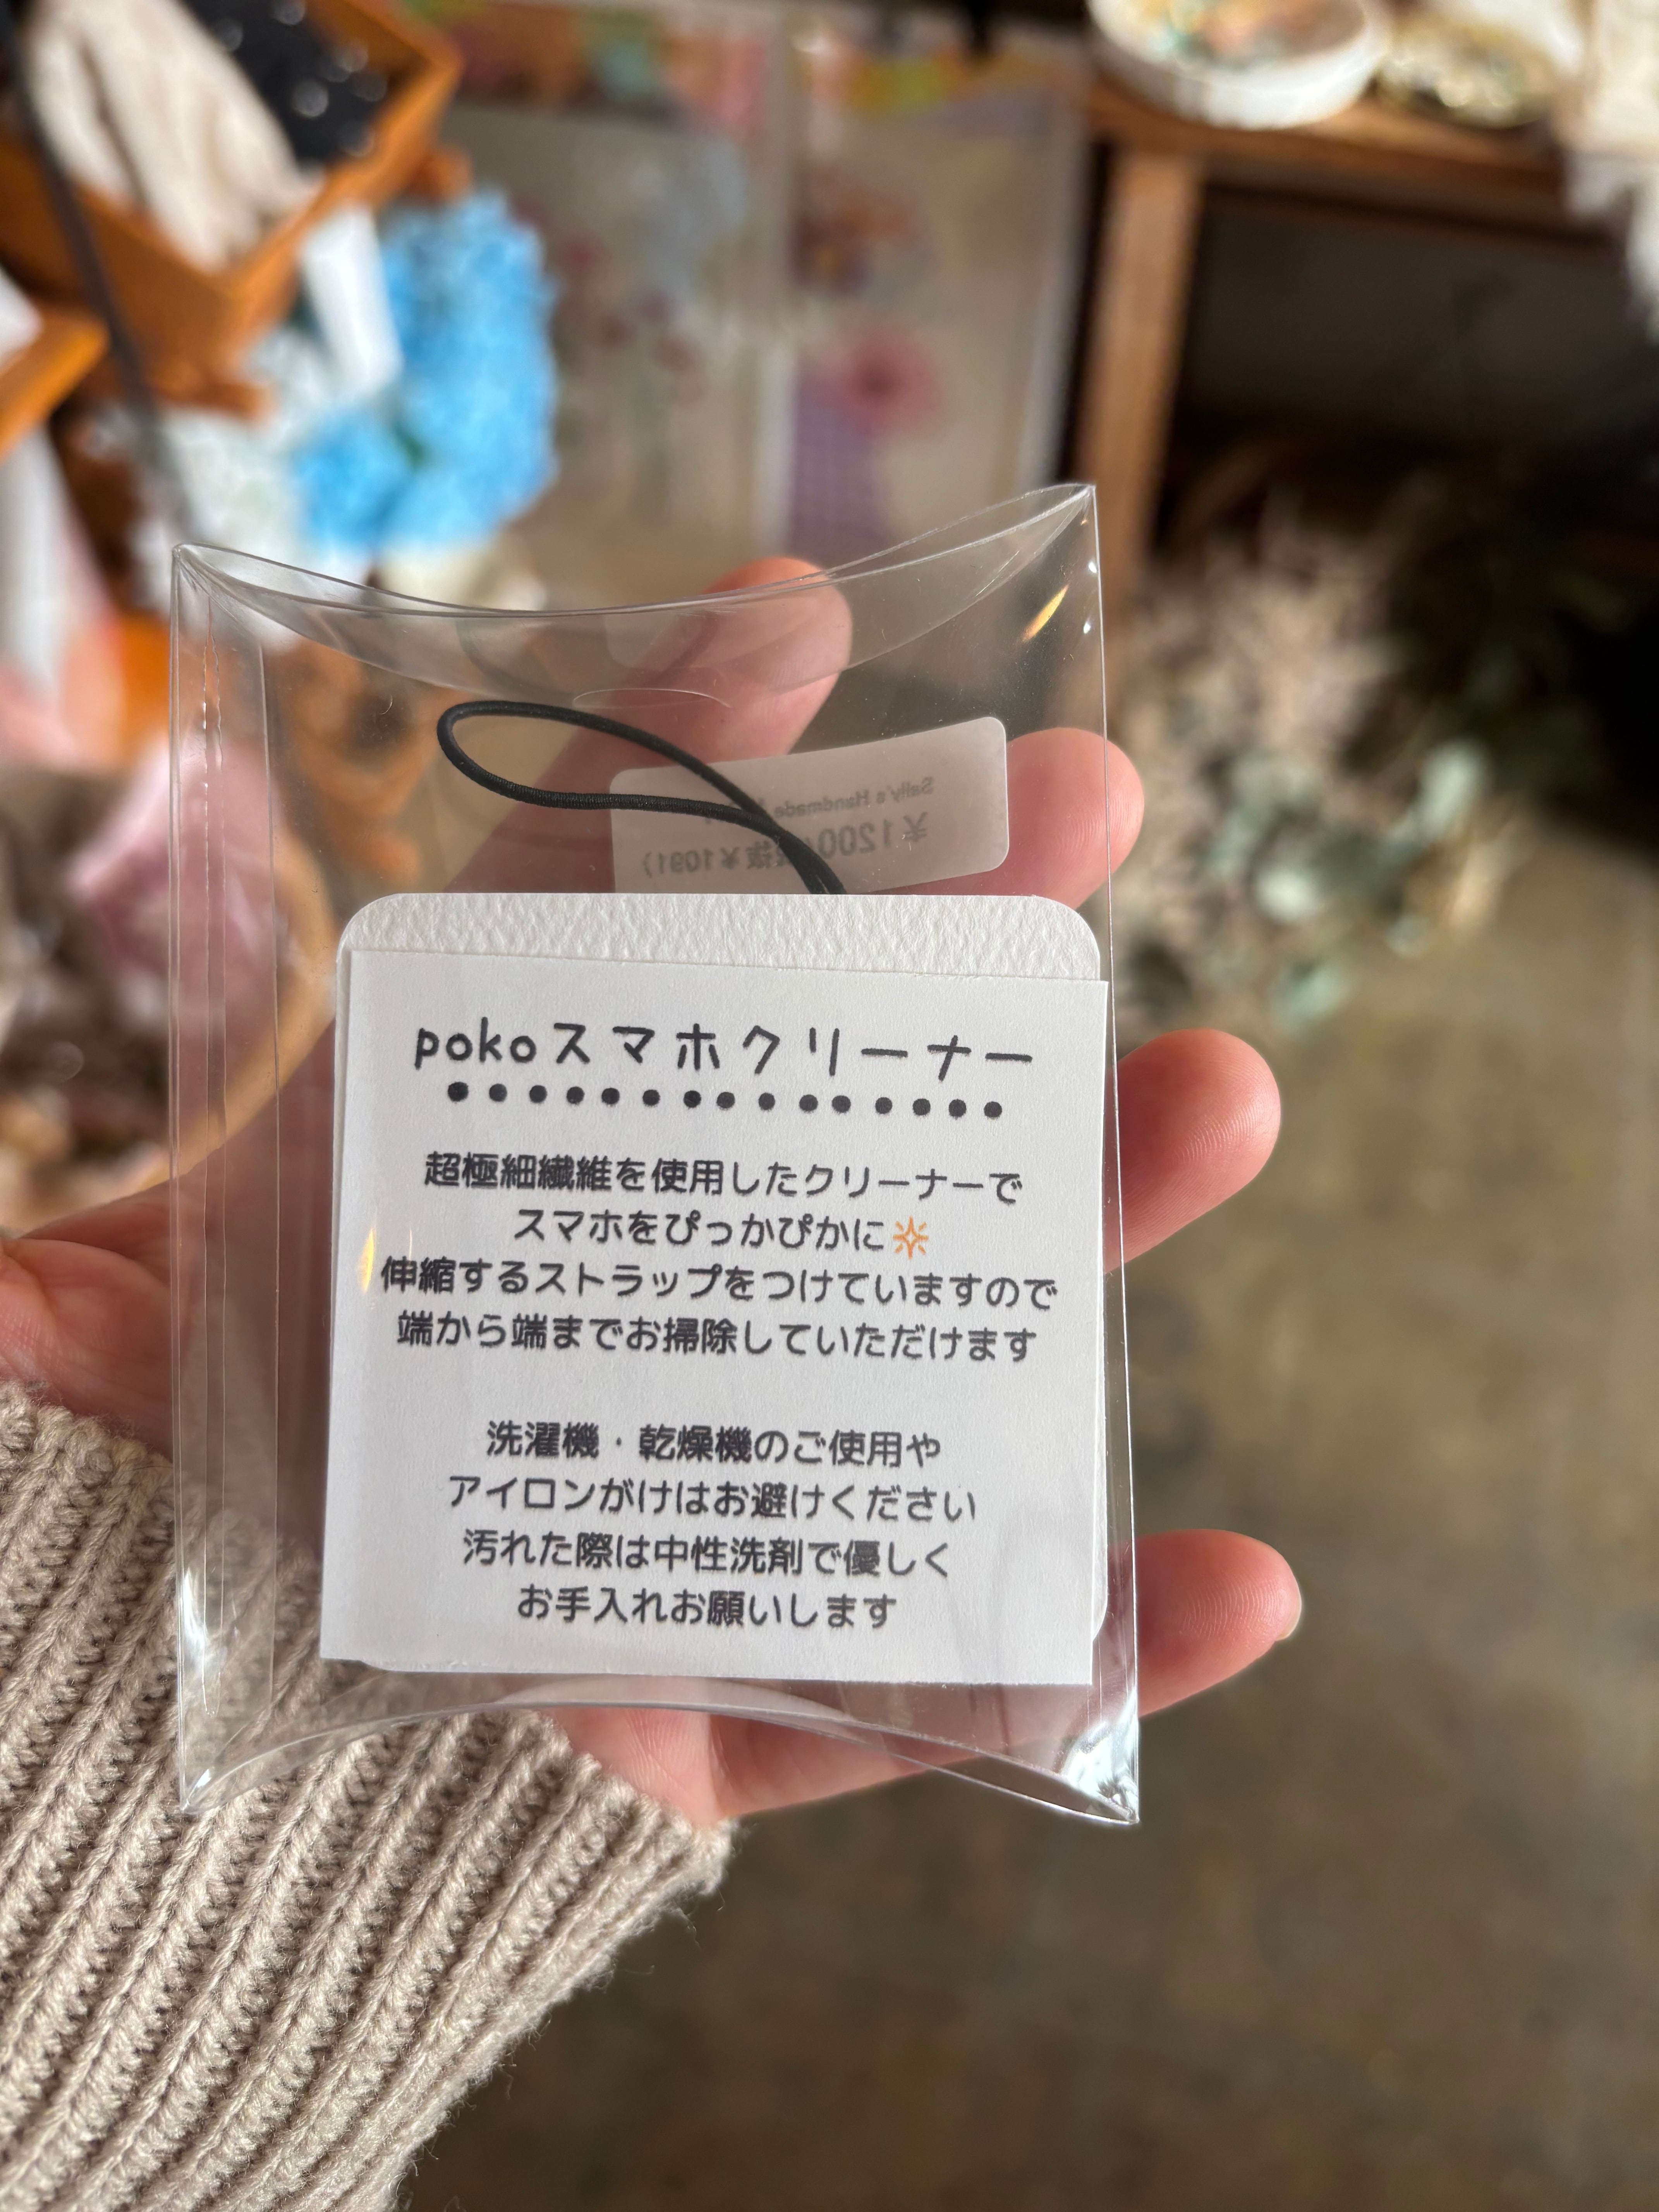 Sally's Handmade
¥1200(税抜¥1091)
pokoスマホクリーナー
超極細繊維を使用したクリーナーで
スマホをぴっかぴかに
伸縮するストラップをつけていますので
端から端までお掃除していただけます
洗濯機・乾燥機のご使用や
アイロンがけはお避けください
汚れた際は中性洗剤で優しく
お手入れお願いします